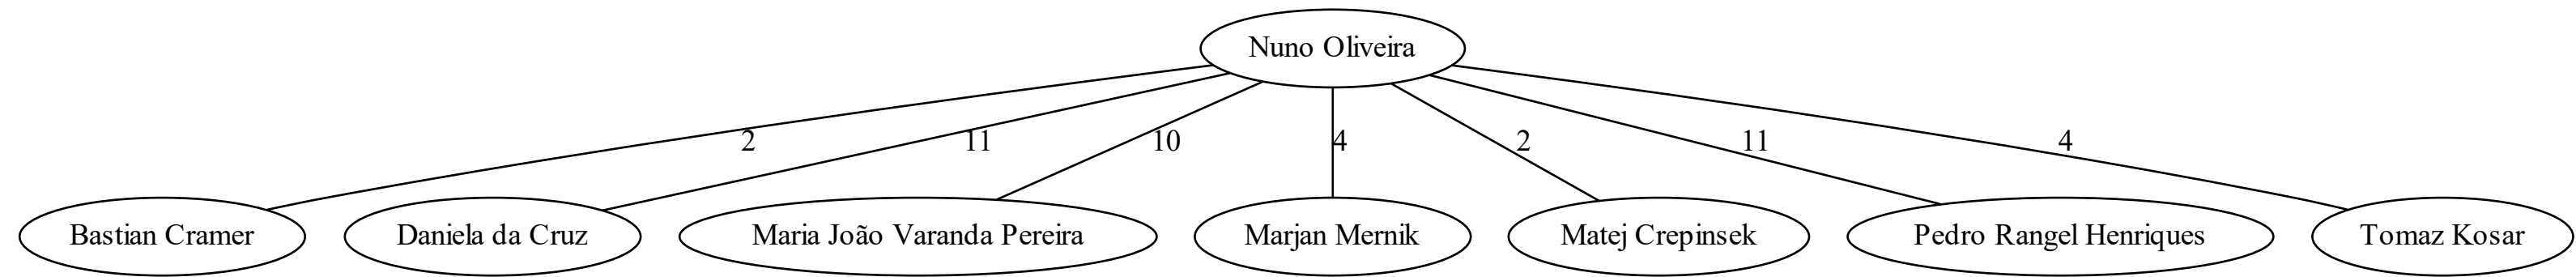 Nuno Oliveira
2
11
10
4
2
11
4
Bastian Cramer
Daniela da Cruz
Maria João Varanda Pereira
Marjan Mernik
Matej Crepinsek
Pedro Rangel Henriques
Tomaz Kosar